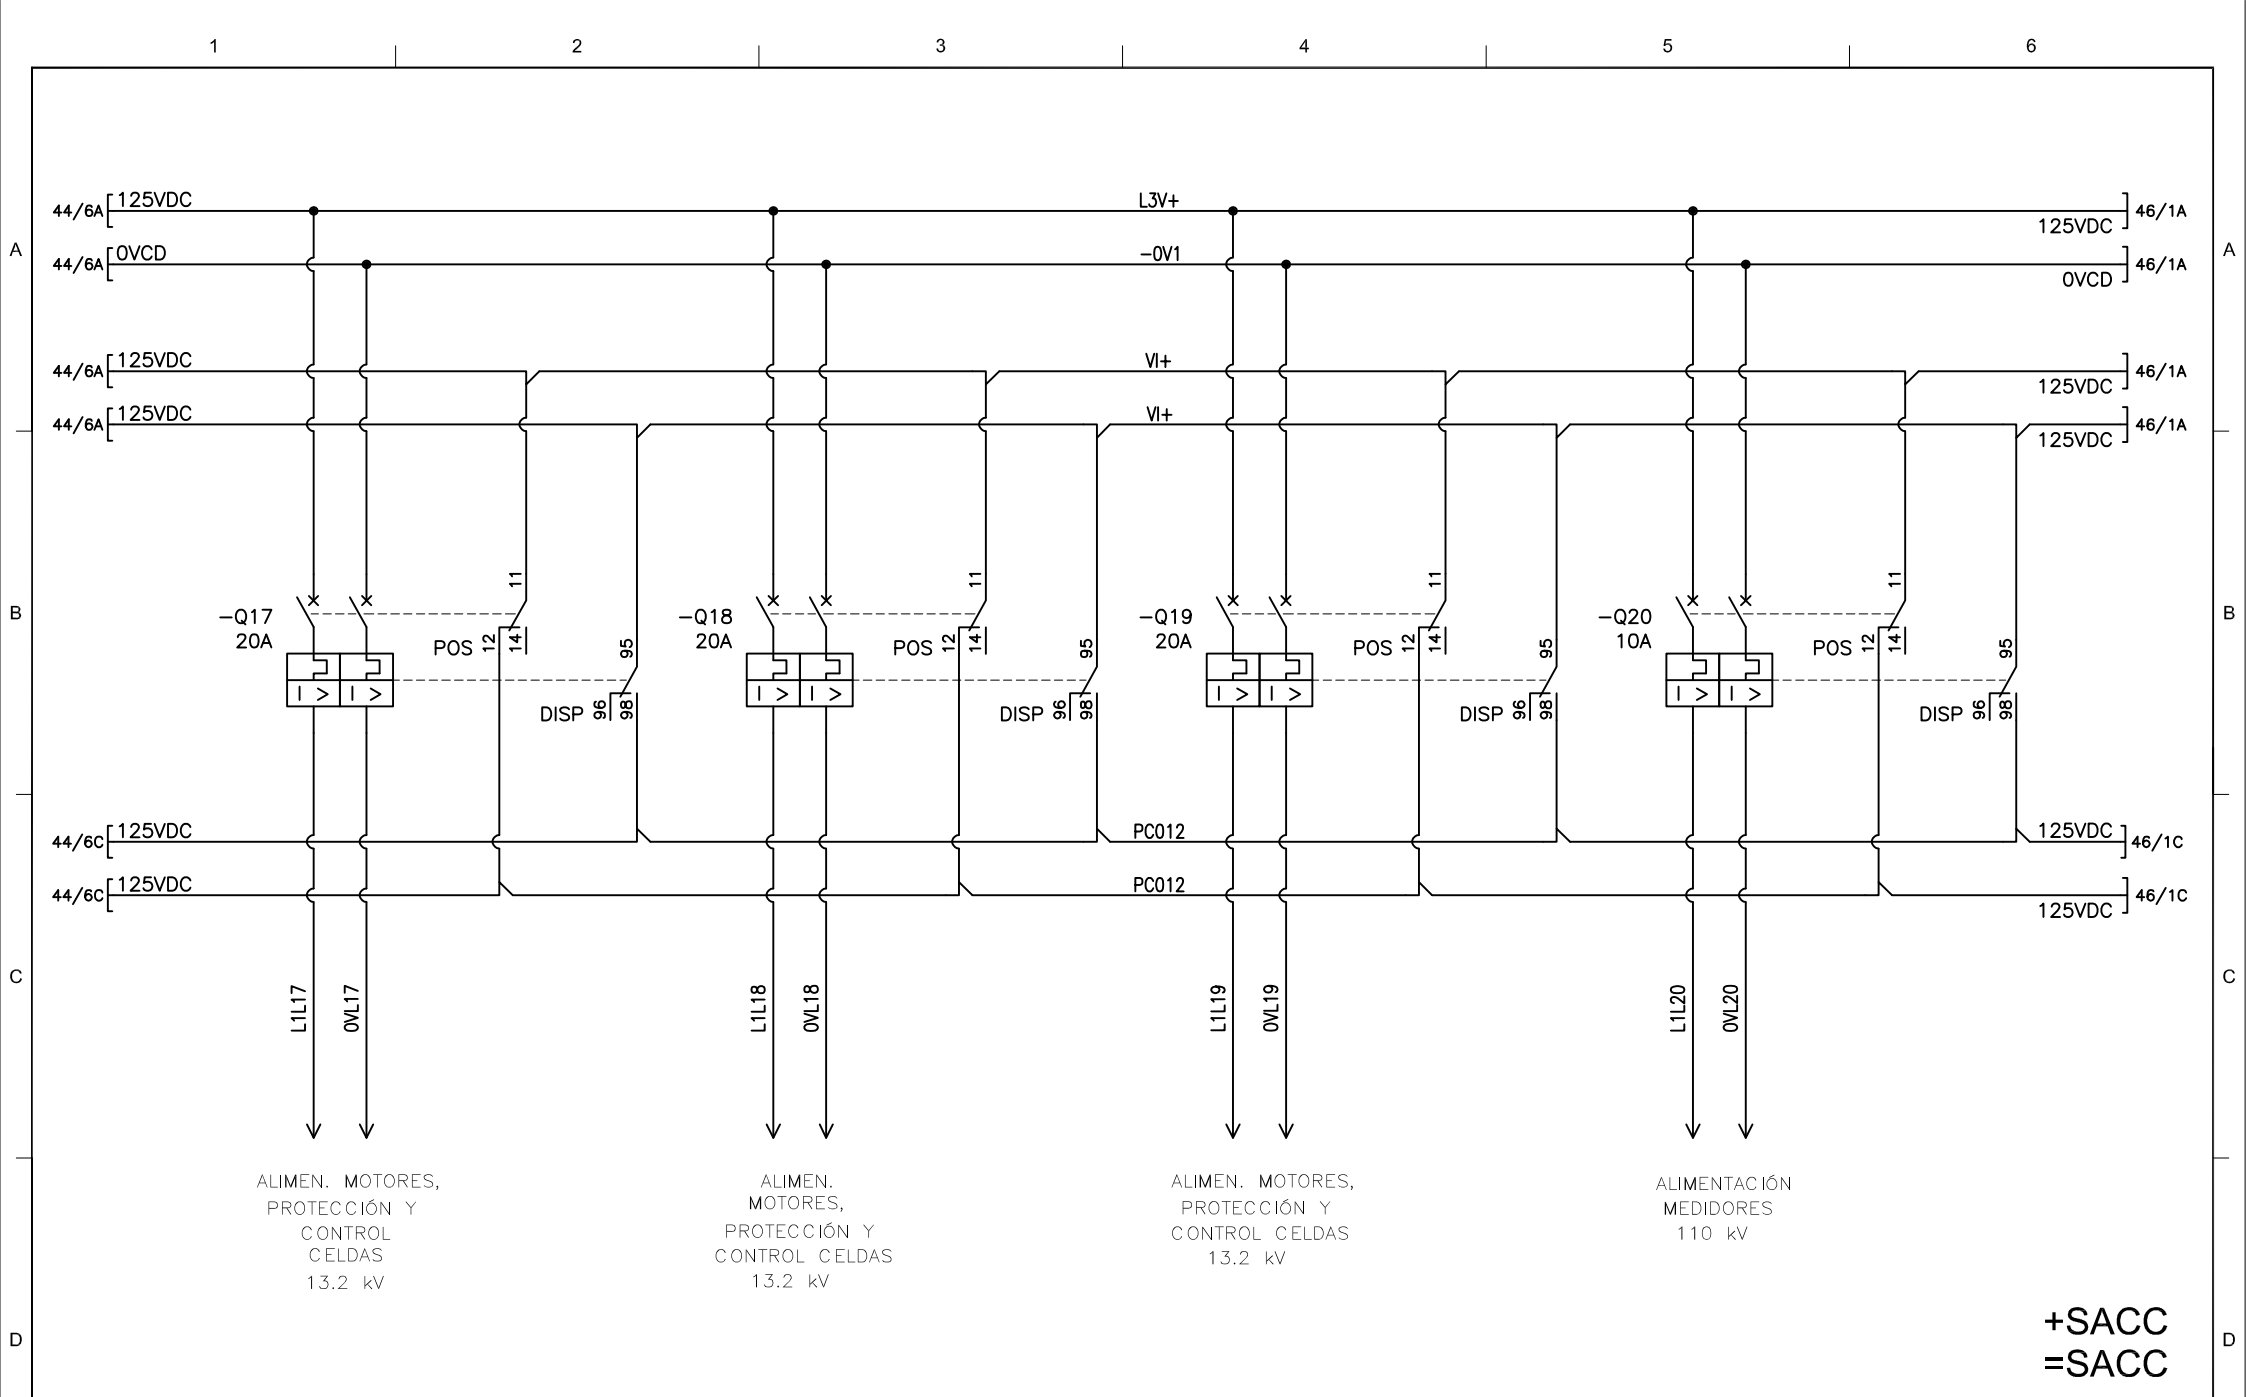 1 2 3 4 5 6
44/6A 125VDC L3V+ 125VDC 46/1A
A 44/6A 0VCD -0V1 0VCD 46/1A A
44/6A 125VDC VI+ 125VDC 46/1A
44/6A 125VDC VI+ 125VDC 46/1A
11 11 11 11
B -Q17 -Q18 -Q19 -Q20 B
20A 20A 20A 10A
POS 12 14 95 POS 12 14 95 POS 12 14 95 POS 12 14 95
I > I > I > I > I > I > I > I >
DISP 96 98 DISP 96 98 DISP 96 98 DISP 96 98
44/6C 125VDC PC012 125VDC 46/1C
44/6C 125VDC PC012 125VDC 46/1C
C C
L1L17 0VL17 L1L18 0VL18 L1L19 0VL19 L1L20 0VL20
ALIMEN. MOTORES,
PROTECCIÓN Y
CONTROL
CELDAS
13.2 kV
ALIMEN.
MOTORES,
PROTECCIÓN Y
CONTROL CELDAS
13.2 kV
ALIMEN. MOTORES,
PROTECCIÓN Y
CONTROL CELDAS
13.2 kV
ALIMENTACIÓN
MEDIDORES
110 kV
+SACC
D D
=SACC